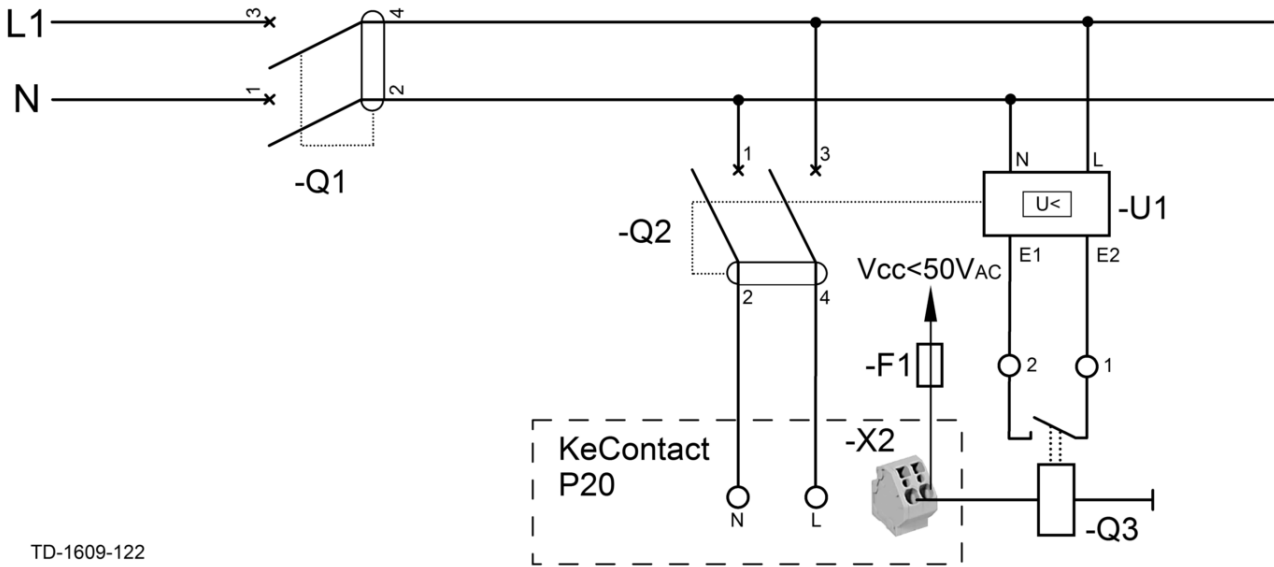 L1
3
4
N
1
2
-Q1
1
3
N
L
-Q2
U<
-U1
E1
E2
2
4
Vcc<50VAC
-F1
2
1
KeContact
P20
-X2
N
L
-Q3
TD-1609-122